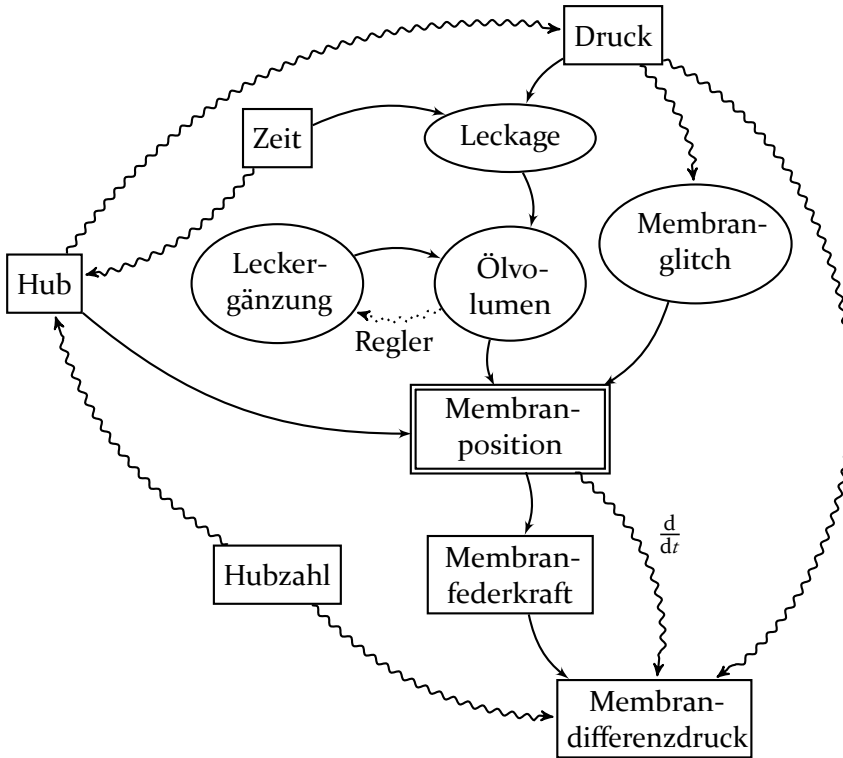 Druck
Zeit
Leckage
Membran-
glitch
Hub
Lecker-
gänzung
Ölvo-
lumen
Regler
Membran-
position
d
dt
Hubzahl
Membran-
federkraft
Membran-
differenzdruck